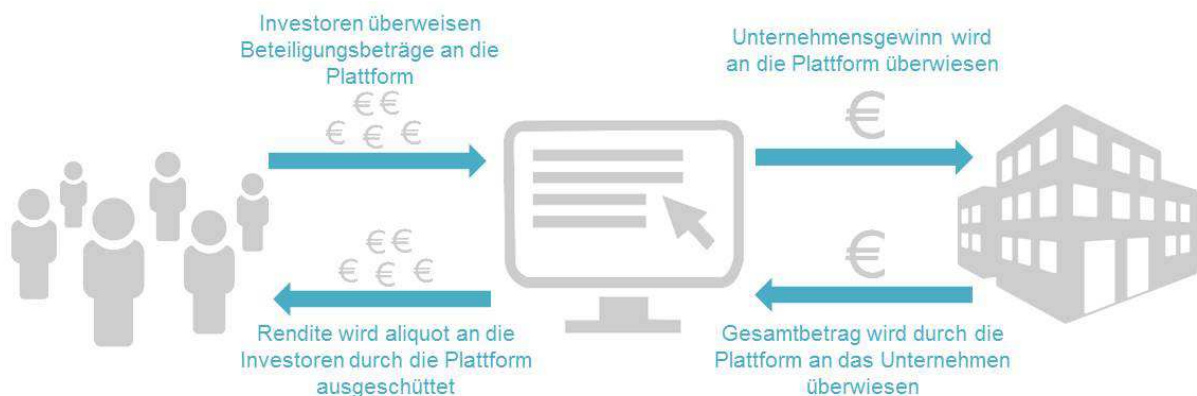 Investoren überweisen
Beteiligungsbeträge an die
Plattform
€€
€ € €
Unternehmensgewinn wird
an die Plattform überwiesen
€
€€
€ € €
Rendite wird aliquot an die
Investoren durch die Plattform
ausgeschüttet
€
Gesamtbetrag wird durch die
Plattform an das Unternehmen
überwiesen